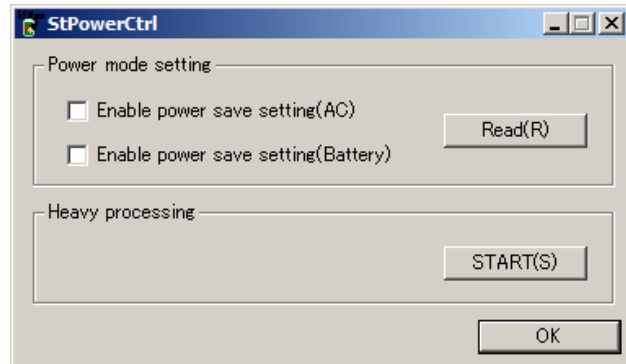 StPowerCtrl
Power mode setting
Enable power save setting(AC)
Read(R)
Enable power save setting(Battery)
Heavy processing
START(S)
OK